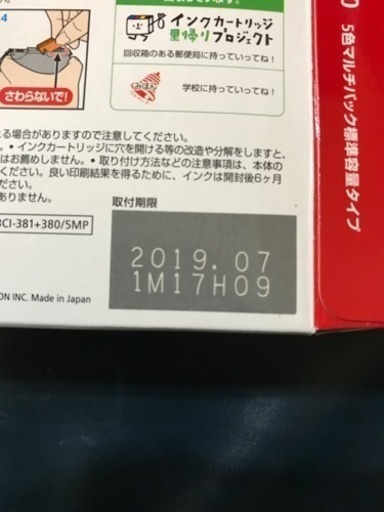 4
さわらないで!
インクカートリッジ
里帰りプロジェクト
回収箱のある郵便局に持っていってね!
みほん
学校に持っていってね!
る場合がありますので注意してください。
。• インクカートリッジに穴を開ける等の改造や分解をしますと、
はお薦めしません。• 取り付け方法などの注意事項は、本体の
ください。良い印刷結果を得るために、インクは開封後6ヶ月
ありません。
取付期限
BCI-381+380/5MP
2019.07
1M17H09
ON INC. Made in Japan
5色マルチパック標準容量タイプ